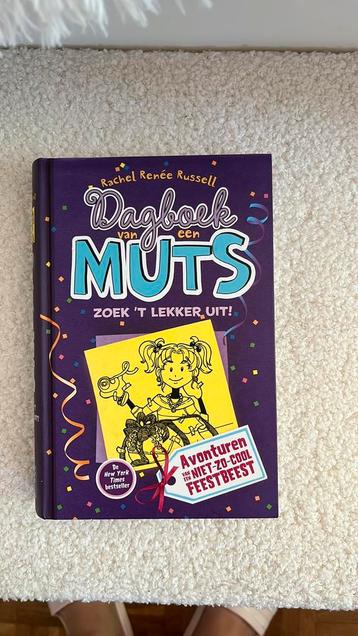 Rachel Renée Russell
Dagboek
van een
MUTS
ZOEK 'T LEKKER UIT!
Avonturen
van een
NIET-ZO-COOL
FEESTBEEST
De
New York
Times
bestseller